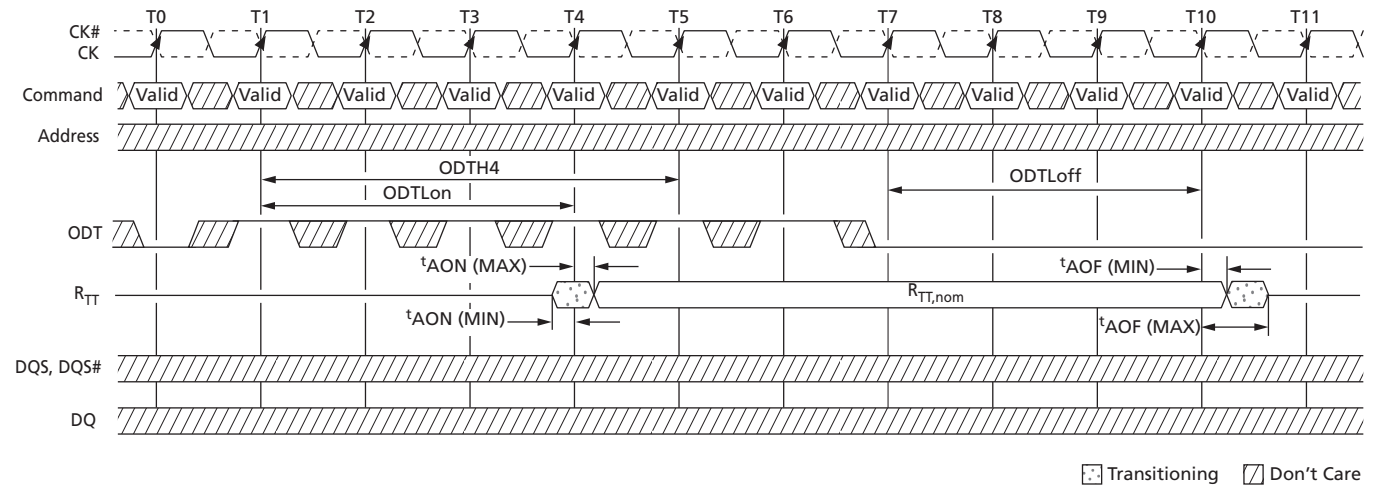 T0 T1 T2 T3 T4 T5 T6 T7 T8 T9 T10 T11
CK#
CK
Command Valid Valid Valid Valid Valid Valid Valid Valid Valid Valid Valid Valid
Address
ODTH4
ODTLon
ODTLoff
ODT
tAON (MAX) tAOF (MIN)
RTT RTT,nom
tAON (MIN) tAOF (MAX)
DQS, DQS#
DQ
Transitioning Don't Care